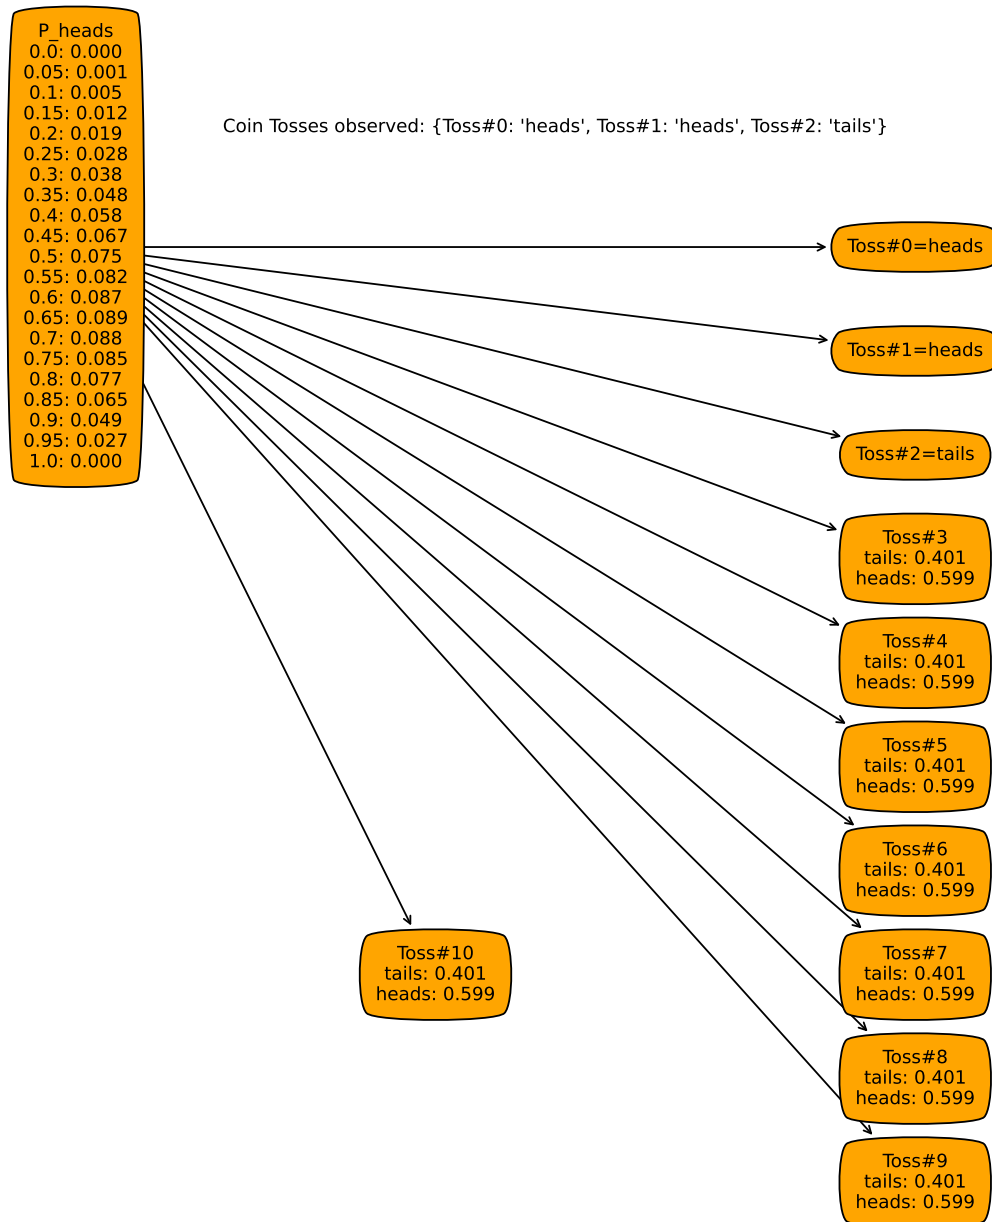 P_heads
0.0: 0.000
0.05: 0.001
0.1: 0.005
0.15: 0.012
0.2: 0.019
0.25: 0.028
0.3: 0.038
0.35: 0.048
0.4: 0.058
0.45: 0.067
0.5: 0.075
0.55: 0.082
0.6: 0.087
0.65: 0.089
0.7: 0.088
0.75: 0.085
0.8: 0.077
0.85: 0.065
0.9: 0.049
0.95: 0.027
1.0: 0.000
Coin Tosses observed: {Toss#0: 'heads', Toss#1: 'heads', Toss#2: 'tails'}
Toss#0=heads
Toss#1=heads
Toss#2=tails
Toss#3
tails: 0.401
heads: 0.599
Toss#4
tails: 0.401
heads: 0.599
Toss#5
tails: 0.401
heads: 0.599
Toss#6
tails: 0.401
heads: 0.599
Toss#10
tails: 0.401
heads: 0.599
Toss#7
tails: 0.401
heads: 0.599
Toss#8
tails: 0.401
heads: 0.599
Toss#9
tails: 0.401
heads: 0.599